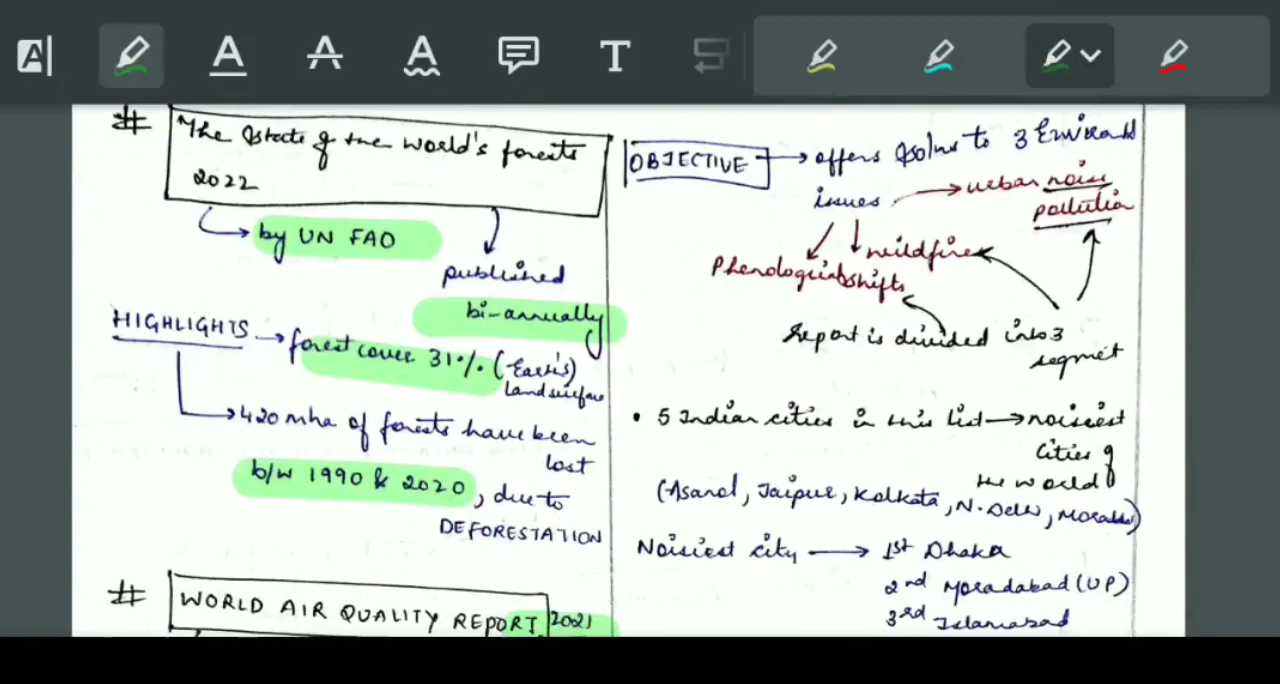 # The State of the World's forests
2022
by UN FAO
published
bi-annually
HIGHLIGHTS → forest cover 31% (Earth's)
land surface
→ 420 mha of forests have been
lost
b/w 1990 & 2020, due to
DEFORESTATION
# WORLD AIR QUALITY REPORT 2021
OBJECTIVE → offers solns to 3
issues → urban noise
pollution
wildfires
Phenological shifts
report is divided into 3
segmet
• 5 Indian cities in this list → noisiest
cities of
the world
(Asansol, Jaipur, Kolkata, N. Delhi, Moradabad)
Noisiest city → 1st Dhaka
2nd Moradabad (UP)
3rd Islamabad